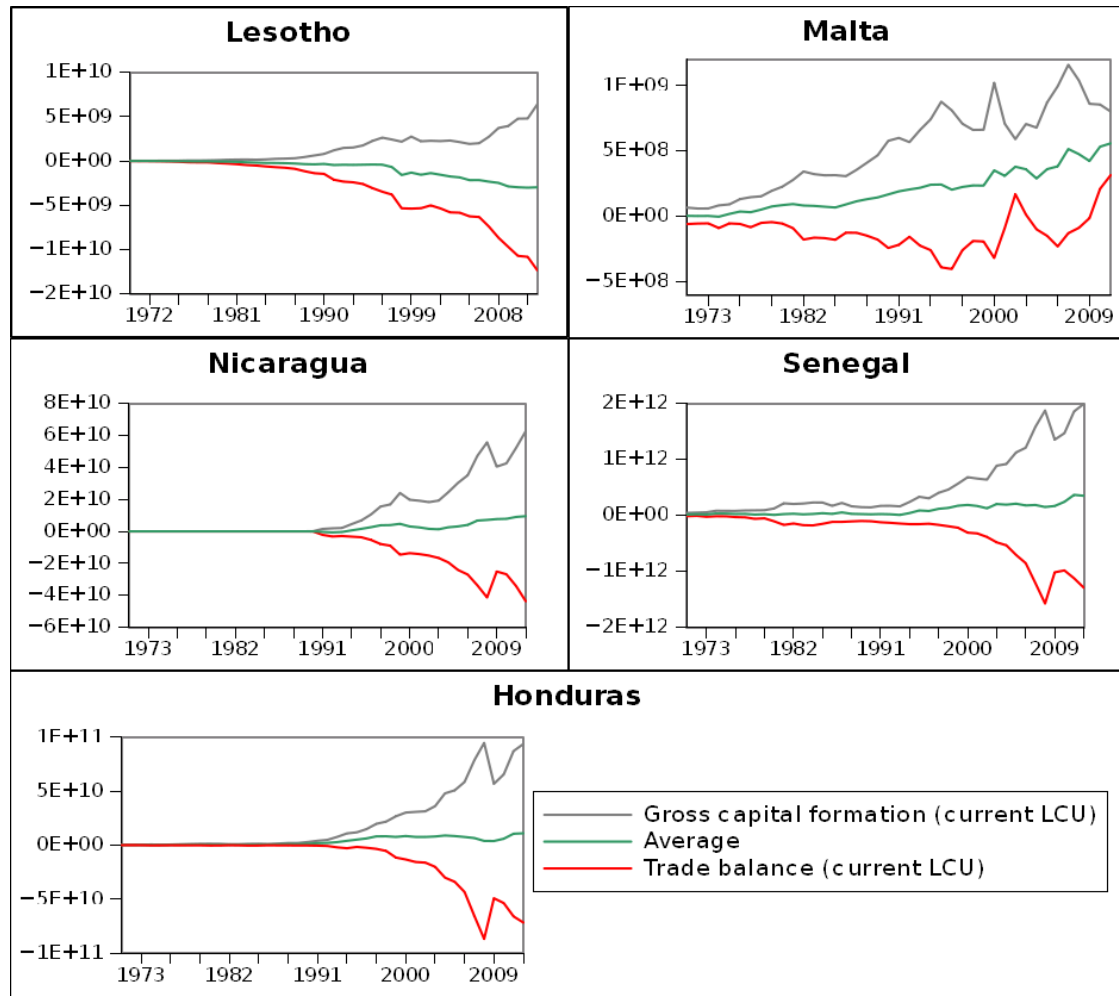 Lesotho
1E+10
5E+09
0E+00
−5E+09
−1E+10
−2E+10
1972 1981 1990 1999 2008
Malta
1E+09
5E+08
0E+00
−5E+08
1973 1982 1991 2000 2009
Nicaragua
8E+10
6E+10
4E+10
2E+10
0E+00
−2E+10
−4E+10
−6E+10
1973 1982 1991 2000 2009
Senegal
2E+12
1E+12
0E+00
−1E+12
−2E+12
1973 1982 1991 2000 2009
Honduras
1E+11
5E+10
0E+00
−5E+10
−1E+11
1973 1982 1991 2000 2009
Gross capital formation (current LCU)
Average
Trade balance (current LCU)